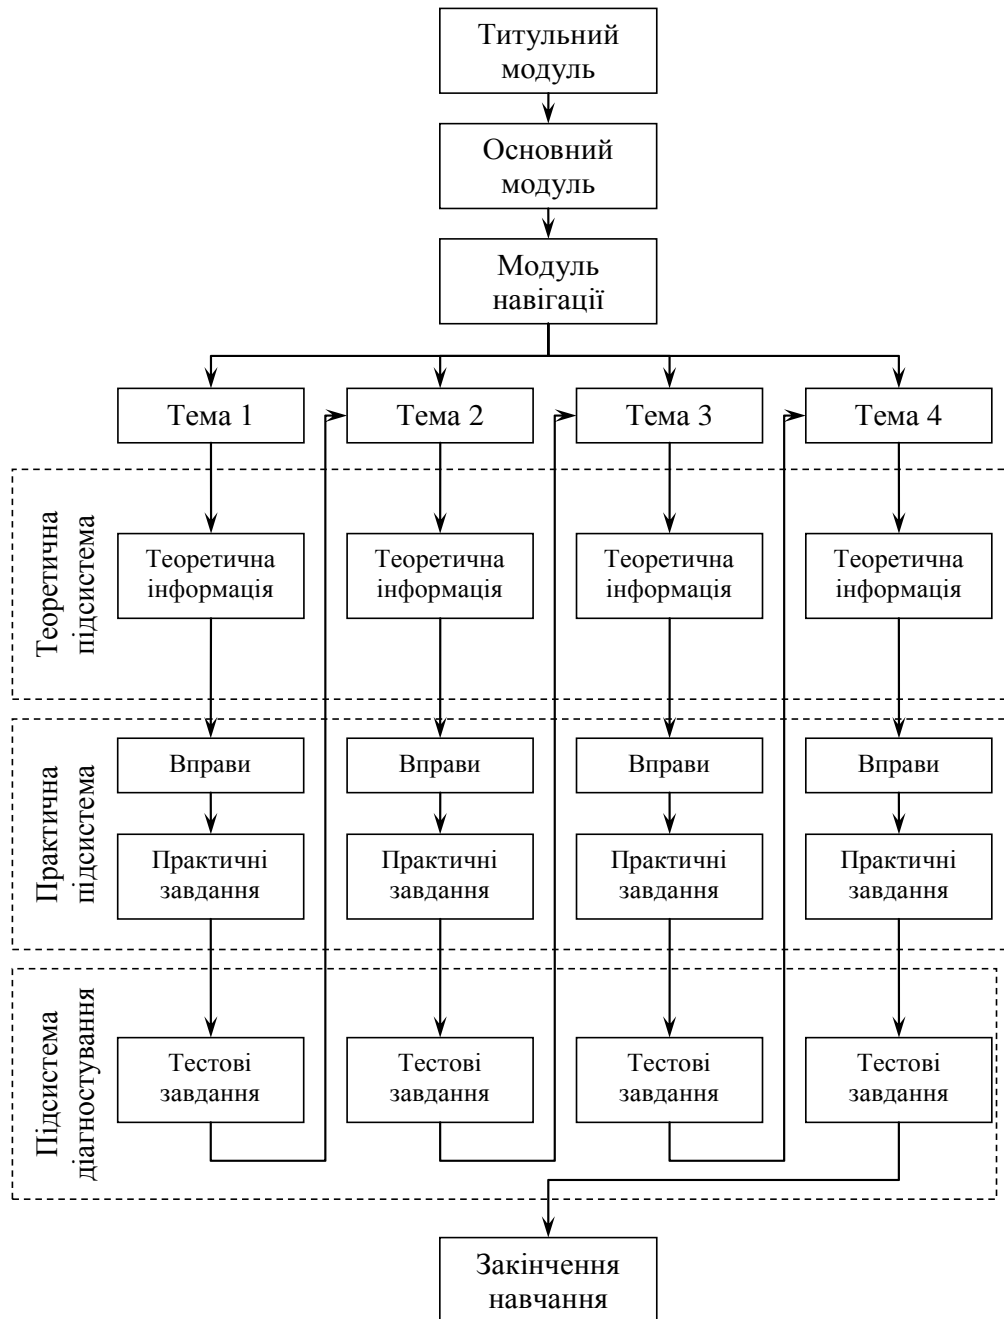 Титульний
модуль
Основний
модуль
Модуль
навігації
Тема 1
Тема 2
Тема 3
Тема 4
Теоретична
підсистема
Теоретична
інформація
Теоретична
інформація
Теоретична
інформація
Теоретична
інформація
Практична
підсистема
Вправи
Вправи
Вправи
Вправи
Практичні
завдання
Практичні
завдання
Практичні
завдання
Практичні
завдання
Підсистема
діагностування
Тестові
завдання
Тестові
завдання
Тестові
завдання
Тестові
завдання
Закінчення
навчання